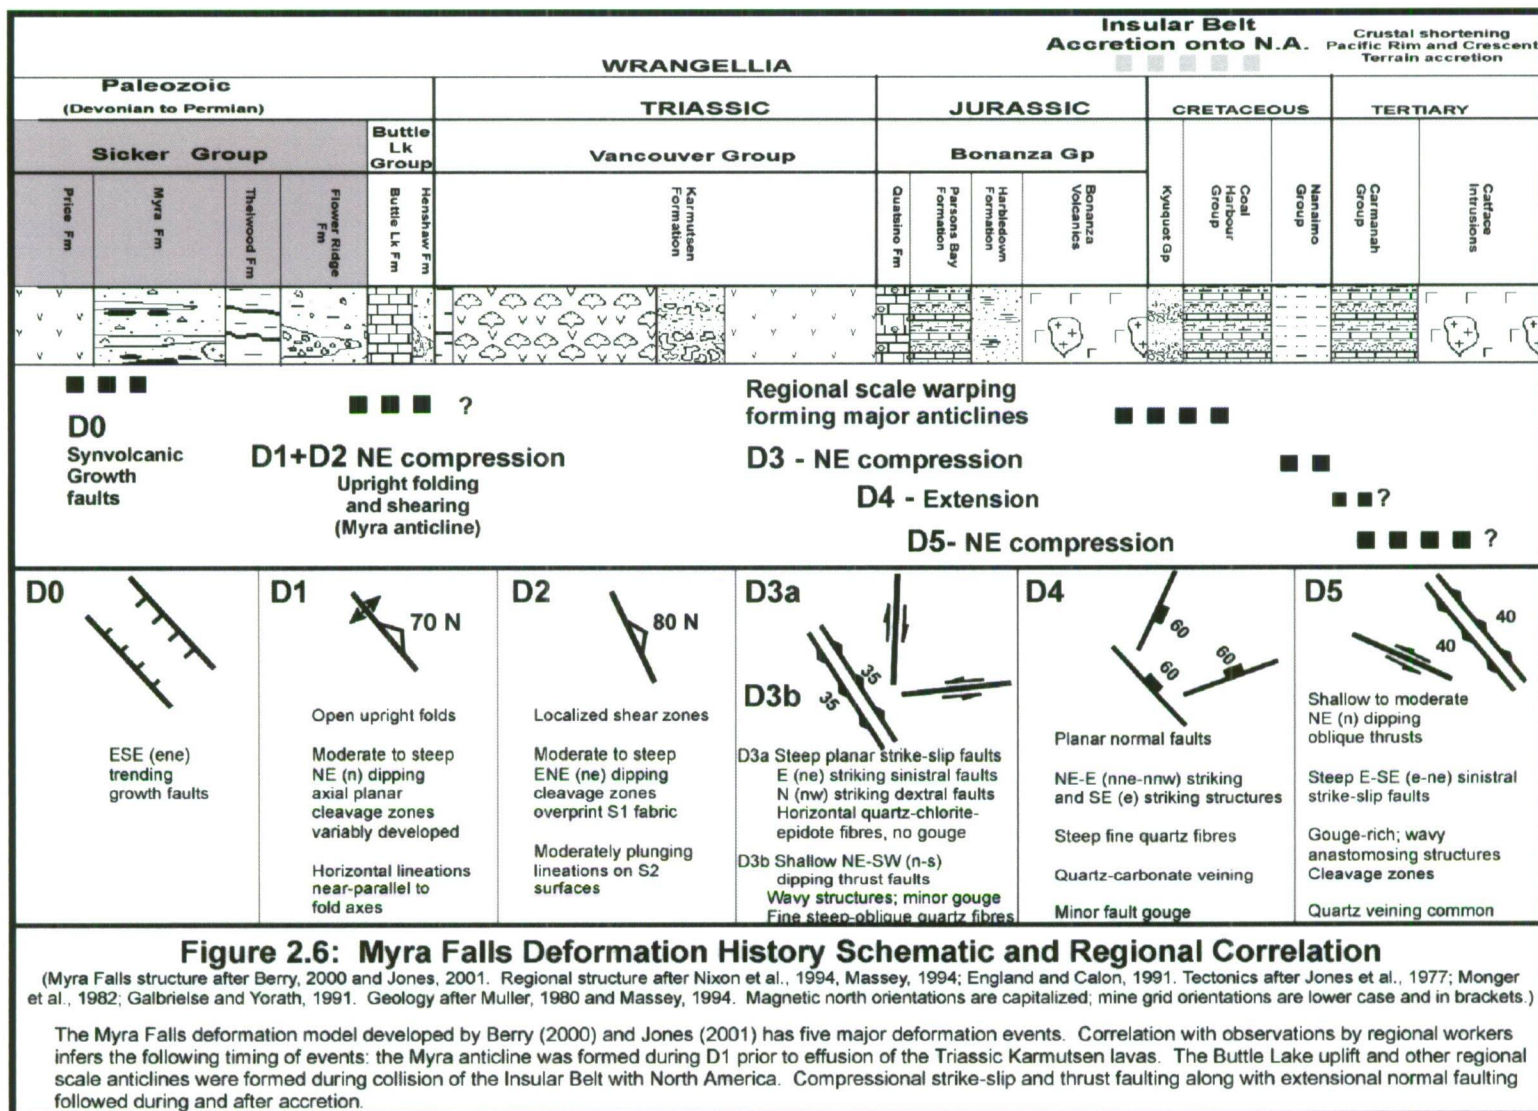 Insular Belt
Accretion onto N.A.
Crustal shortening
Pacific Rim and Crescent
Terrain accretion
WRANGELLIA
Paleozoic
(Devonian to Permian)
TRIASSIC
JURASSIC
CRETACEOUS
TERTIARY
Sicker Group
Buttle
Lk
Group
Vancouver Group
Bonanza Gp
Price Fm
Myra Fm
Thelwood Fm
Flower Ridge
Fm
Buttle Lk Fm
Henshaw Fm
Karmutsen
Formation
Quatsino Fm
Parsons Bay
Formation
Harbledown
Formation
Bonanza
Volcanics
Kyuquot Gp
Coal
Harbour
Group
Nanaimo
Group
Carmanah
Group
Catface
Intrusions
D0
Synvolcanic
Growth
faults
?
D1+D2 NE compression
Upright folding
and shearing
(Myra anticline)
Regional scale warping
forming major anticlines
D3 - NE compression
D4 - Extension
?
D5- NE compression
?
D0
ESE (ene)
trending
growth faults
D1
70 N
Open upright folds
Moderate to steep
NE (n) dipping
axial planar
cleavage zones
variably developed
Horizontal lineations
near-parallel to
fold axes
D2
80 N
Localized shear zones
Moderate to steep
ENE (ne) dipping
cleavage zones
overprint S1 fabric
Moderately plunging
lineations on S2
surfaces
D3a
D3b
35
35
D3a Steep planar strike-slip faults
E (ne) striking sinistral faults
N (nw) striking dextral faults
Horizontal quartz-chlorite-
epidote fibres, no gouge
D3b Shallow NE-SW (n-s)
dipping thrust faults
Wavy structures; minor gouge
Fine steep-oblique quartz fibres
D4
60
60
60
Planar normal faults
NE-E (nne-nnw) striking
and SE (e) striking structures
Steep fine quartz fibres
Quartz-carbonate veining
Minor fault gouge
D5
40
40
Shallow to moderate
NE (n) dipping
oblique thrusts
Steep E-SE (e-ne) sinistral
strike-slip faults
Gouge-rich; wavy
anastomosing structures
Cleavage zones
Quartz veining common
Figure 2.6: Myra Falls Deformation History Schematic and Regional Correlation
(Myra Falls structure after Berry, 2000 and Jones, 2001. Regional structure after Nixon et al., 1994, Massey, 1994; England and Calon, 1991. Tectonics after Jones et al., 1977; Monger
et al., 1982; Galbrielse and Yorath, 1991. Geology after Muller, 1980 and Massey, 1994. Magnetic north orientations are capitalized; mine grid orientations are lower case and in brackets.)
The Myra Falls deformation model developed by Berry (2000) and Jones (2001) has five major deformation events. Correlation with observations by regional workers
infers the following timing of events: the Myra anticline was formed during D1 prior to effusion of the Triassic Karmutsen lavas. The Buttle Lake uplift and other regional
scale anticlines were formed during collision of the Insular Belt with North America. Compressional strike-slip and thrust faulting along with extensional normal faulting
followed during and after accretion.